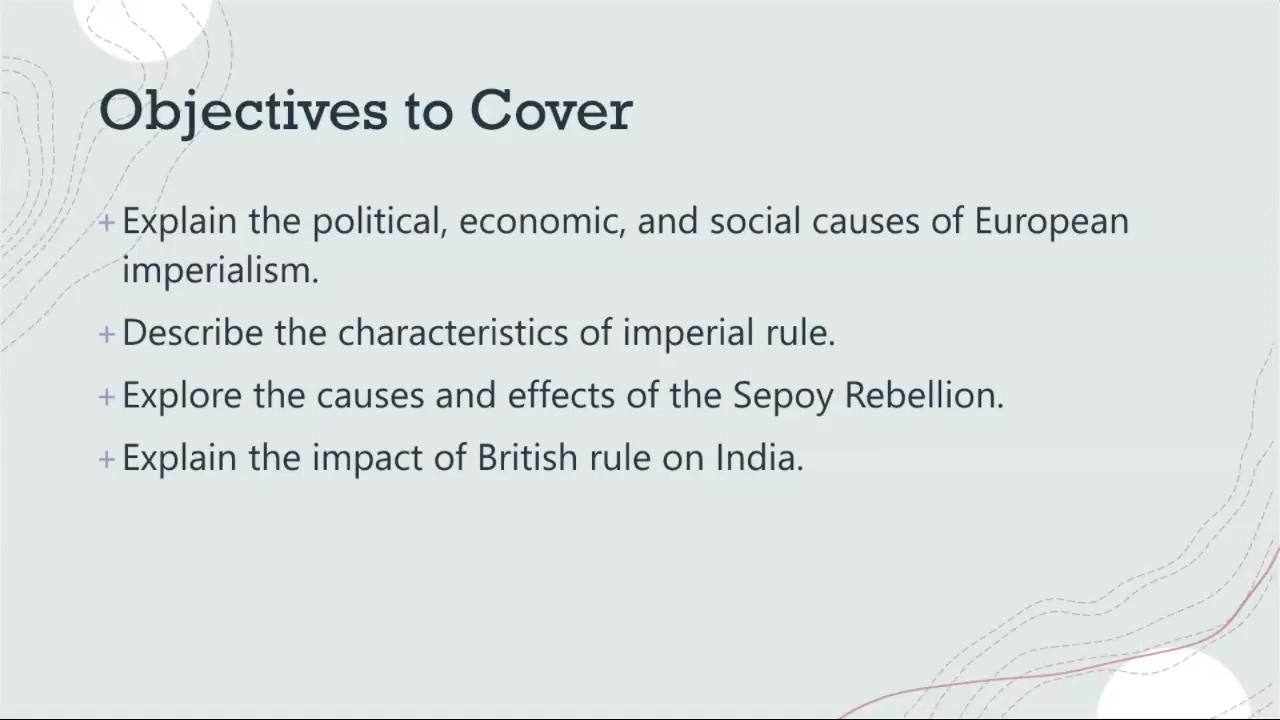 Objectives to Cover
+ Explain the political, economic, and social causes of European
imperialism.
+ Describe the characteristics of imperial rule.
+ Explore the causes and effects of the Sepoy Rebellion.
+ Explain the impact of British rule on India.